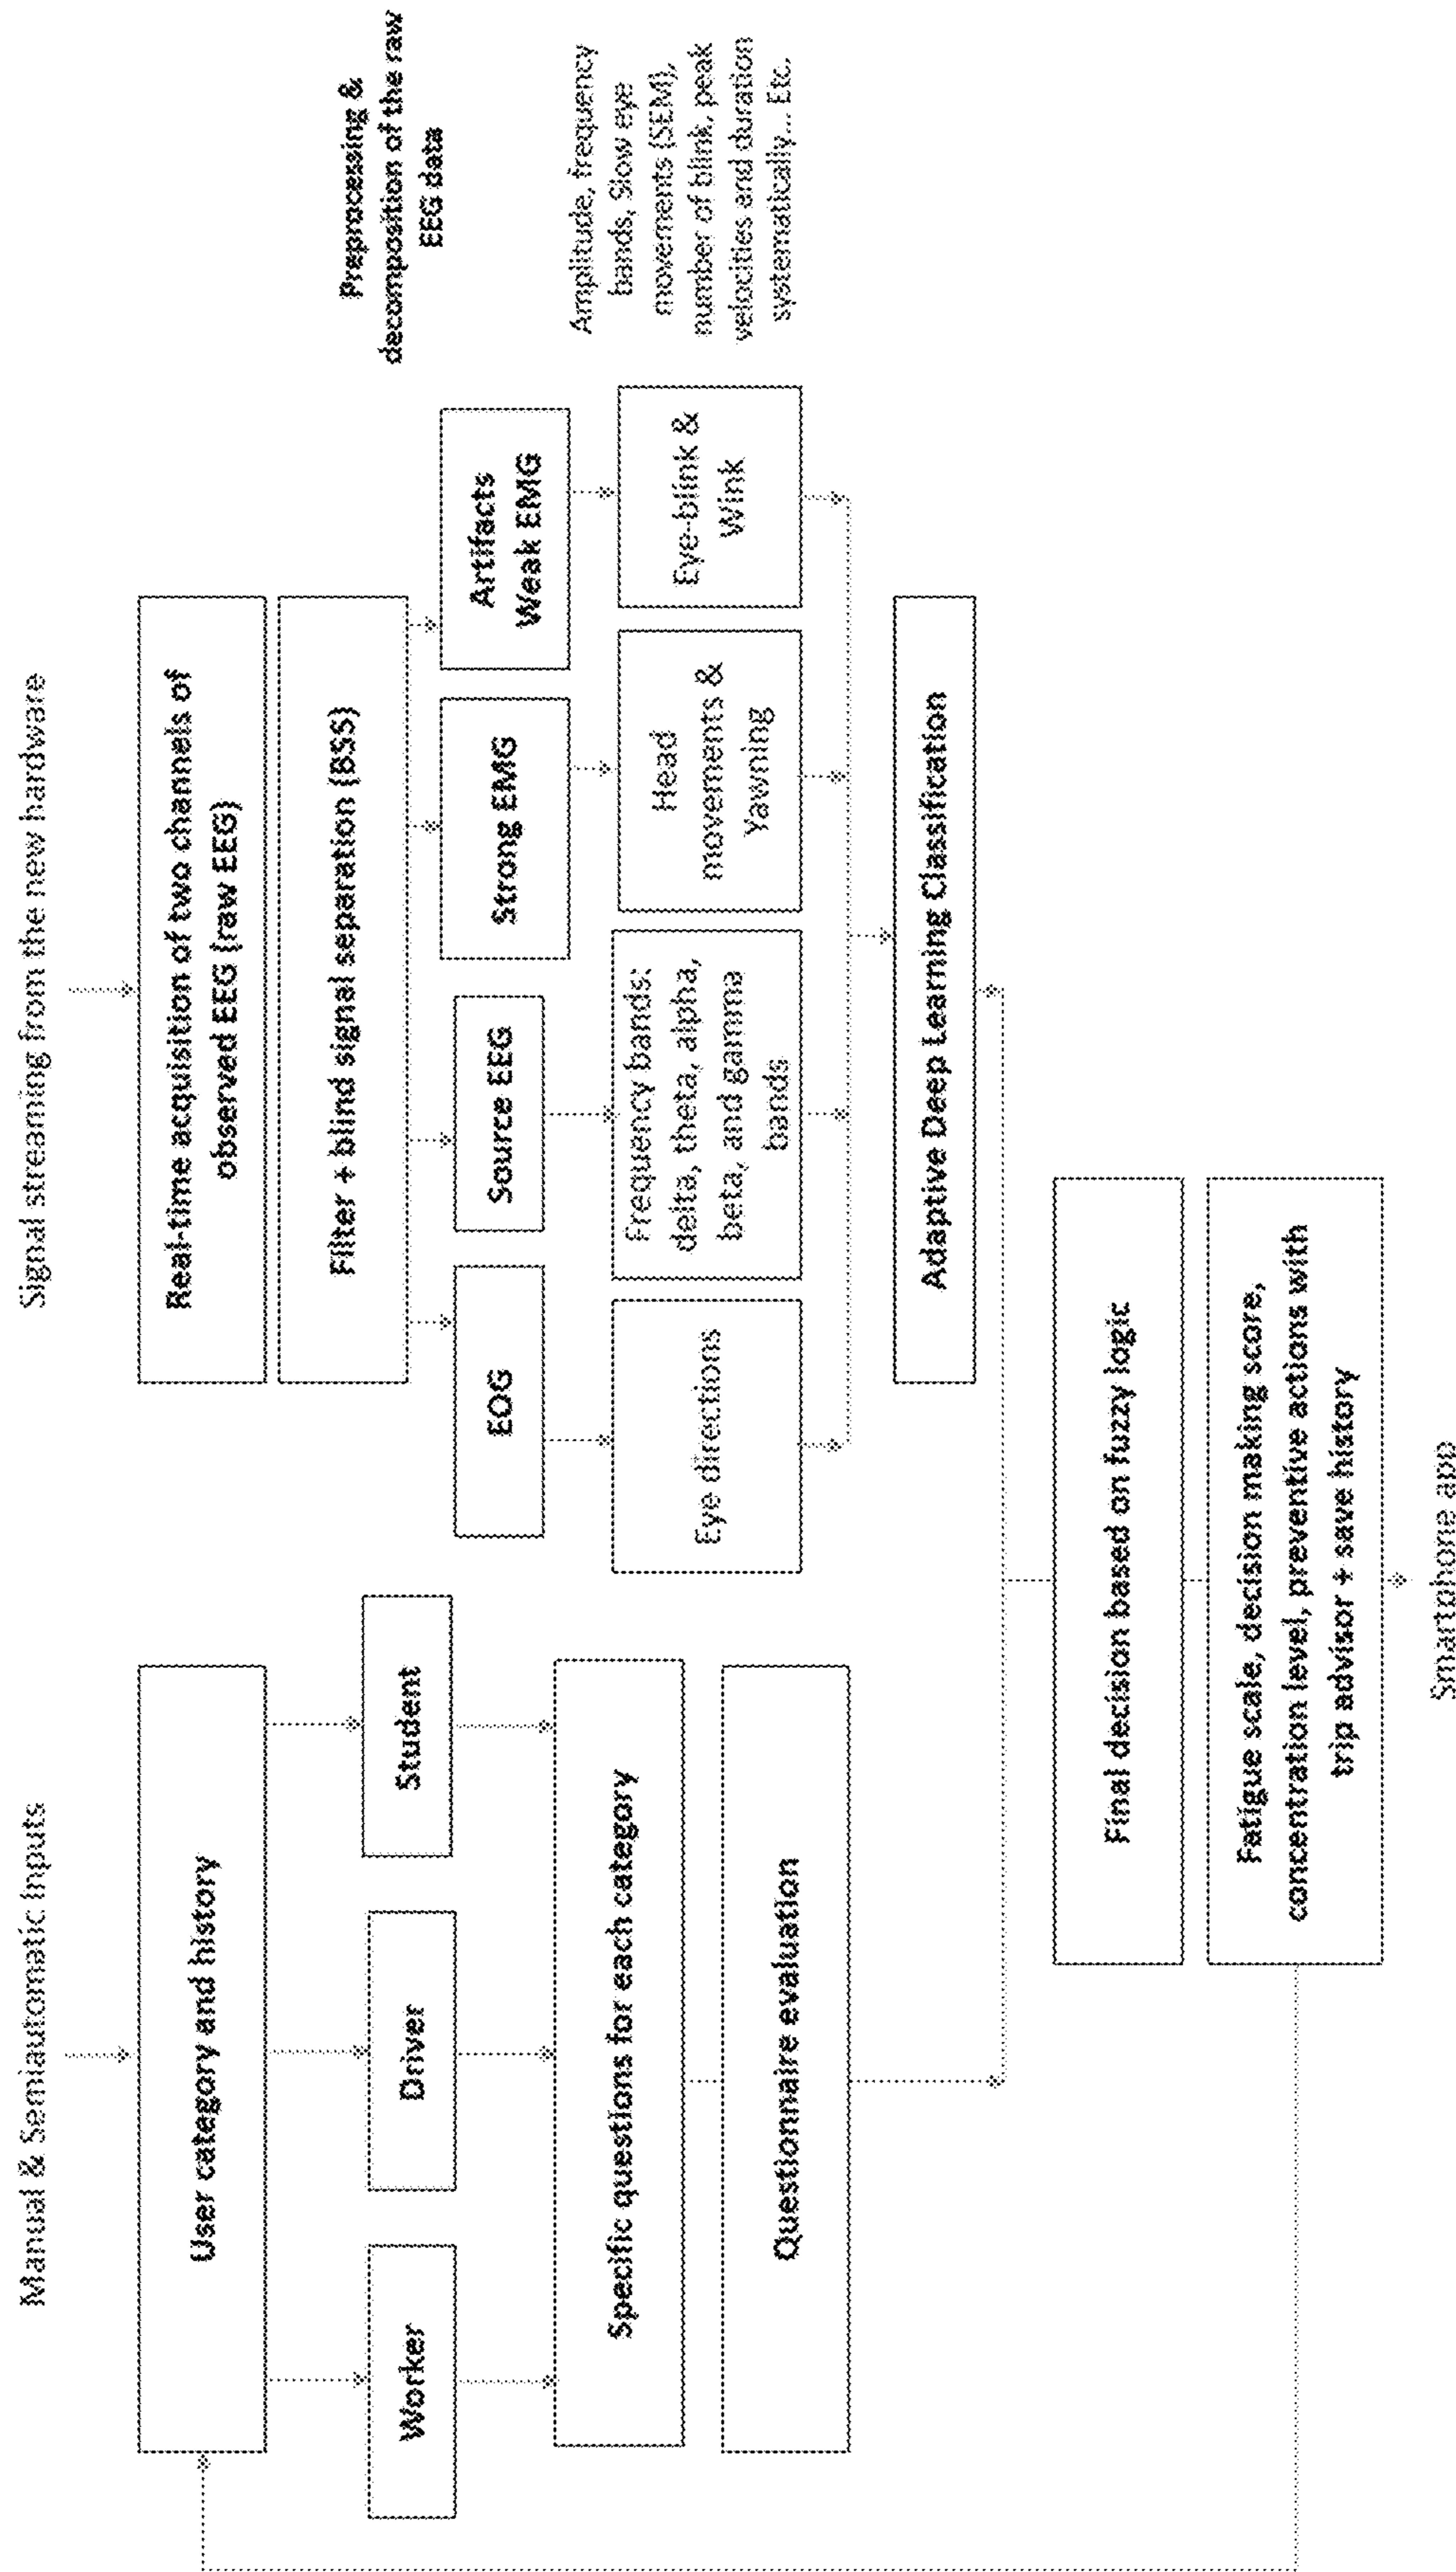 Manual & Semiautomatic Inputs
User category and history
Worker
Driver
Student
Specific questions for each category
Questionnaire evaluation
Signal streaming from the new hardware
Real-time acquisition of two channels of
observed EEG (raw EEG)
Filter + blind signal separation (BSS)
EOG
Source EEG
Strong EMG
Artifacts
Weak EMG
Preprocessing &
decomposition of the raw
EEG data
Eye directions
Frequency bands:
delta, theta, alpha,
beta, and gamma
bands
Head
movements &
Yawning
Eye-blink &
Wink
Amplitude, frequency
bands, Slow eye
movements (SEM),
number of blink, peak
velocities and duration
systematically... Etc.
Adaptive Deep Learning Classification
Final decision based on fuzzy logic
Fatigue scale, decision making score,
concentration level, preventive actions with
trip advisor + save history
Smartphone app